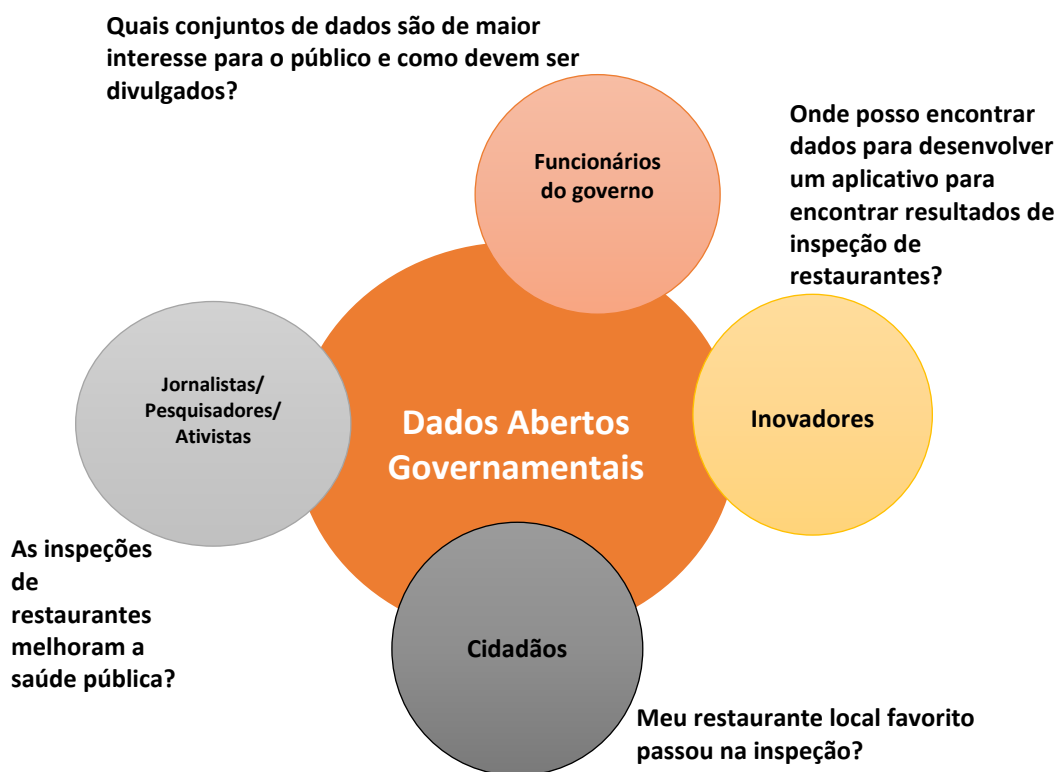 Quais conjuntos de dados são de maior
interesse para o público e como devem ser
divulgados?
Funcionários
do governo
Onde posso encontrar
dados para desenvolver
um aplicativo para
encontrar resultados de
inspeção de
restaurantes?
Jornalistas/
Pesquisadores/
Ativistas
Dados Abertos
Governamentais
Inovadores
As inspeções
de
restaurantes
melhoram a
saúde pública?
Cidadãos
Meu restaurante local favorito
passou na inspeção?